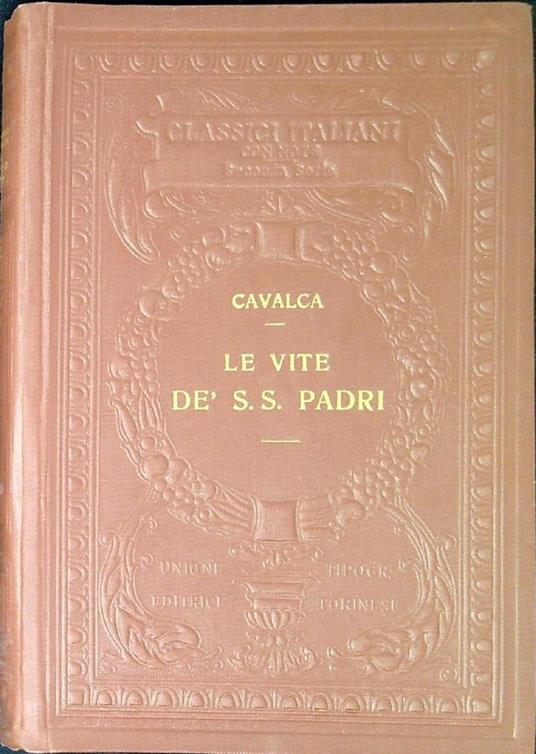 CLASSICI ITALIANI
CON NOTE
Seconda Serie
CAVALCA
LE VITE
DE' S. S. PADRI
UNIONE TIPOGR.
EDITRICE TORINESE